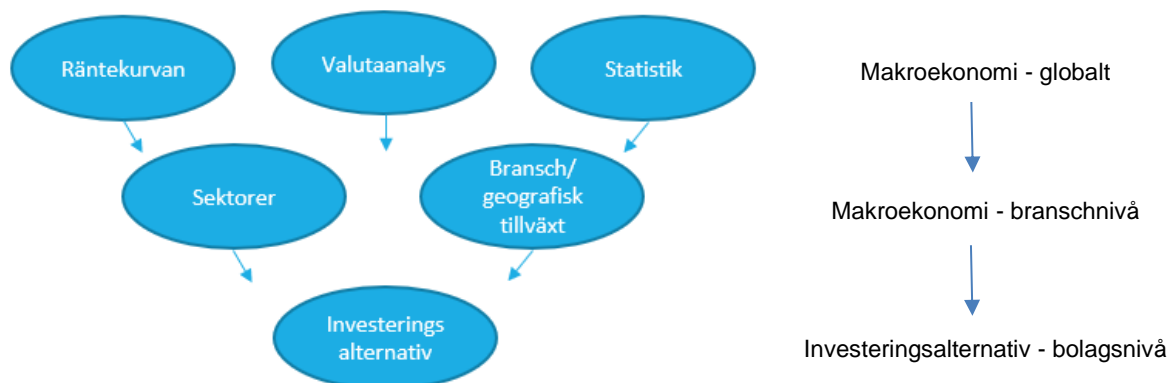 Räntekurvan
Valutaanalys
Statistik
Makroekonomi - globalt
Sektorer
Bransch/
geografisk
tillväxt
Makroekonomi - branschnivå
Investerings
alternativ
Investeringsalternativ - bolagsnivå